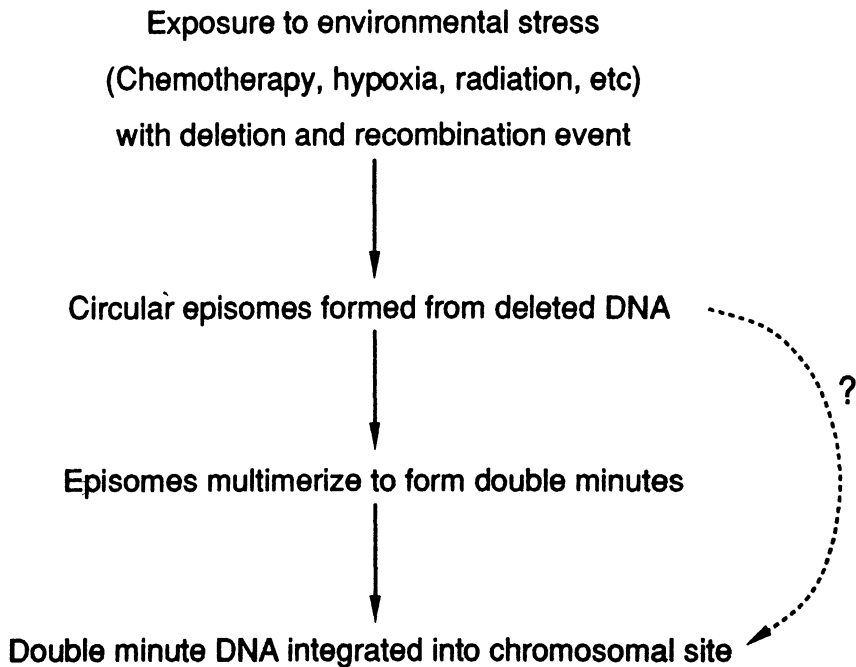 Exposure to environmental stress
(Chemotherapy, hypoxia, radiation, etc)
with deletion and recombination event
Circular episomes formed from deleted DNA
?
Episomes multimerize to form double minutes
Double minute DNA integrated into chromosomal site